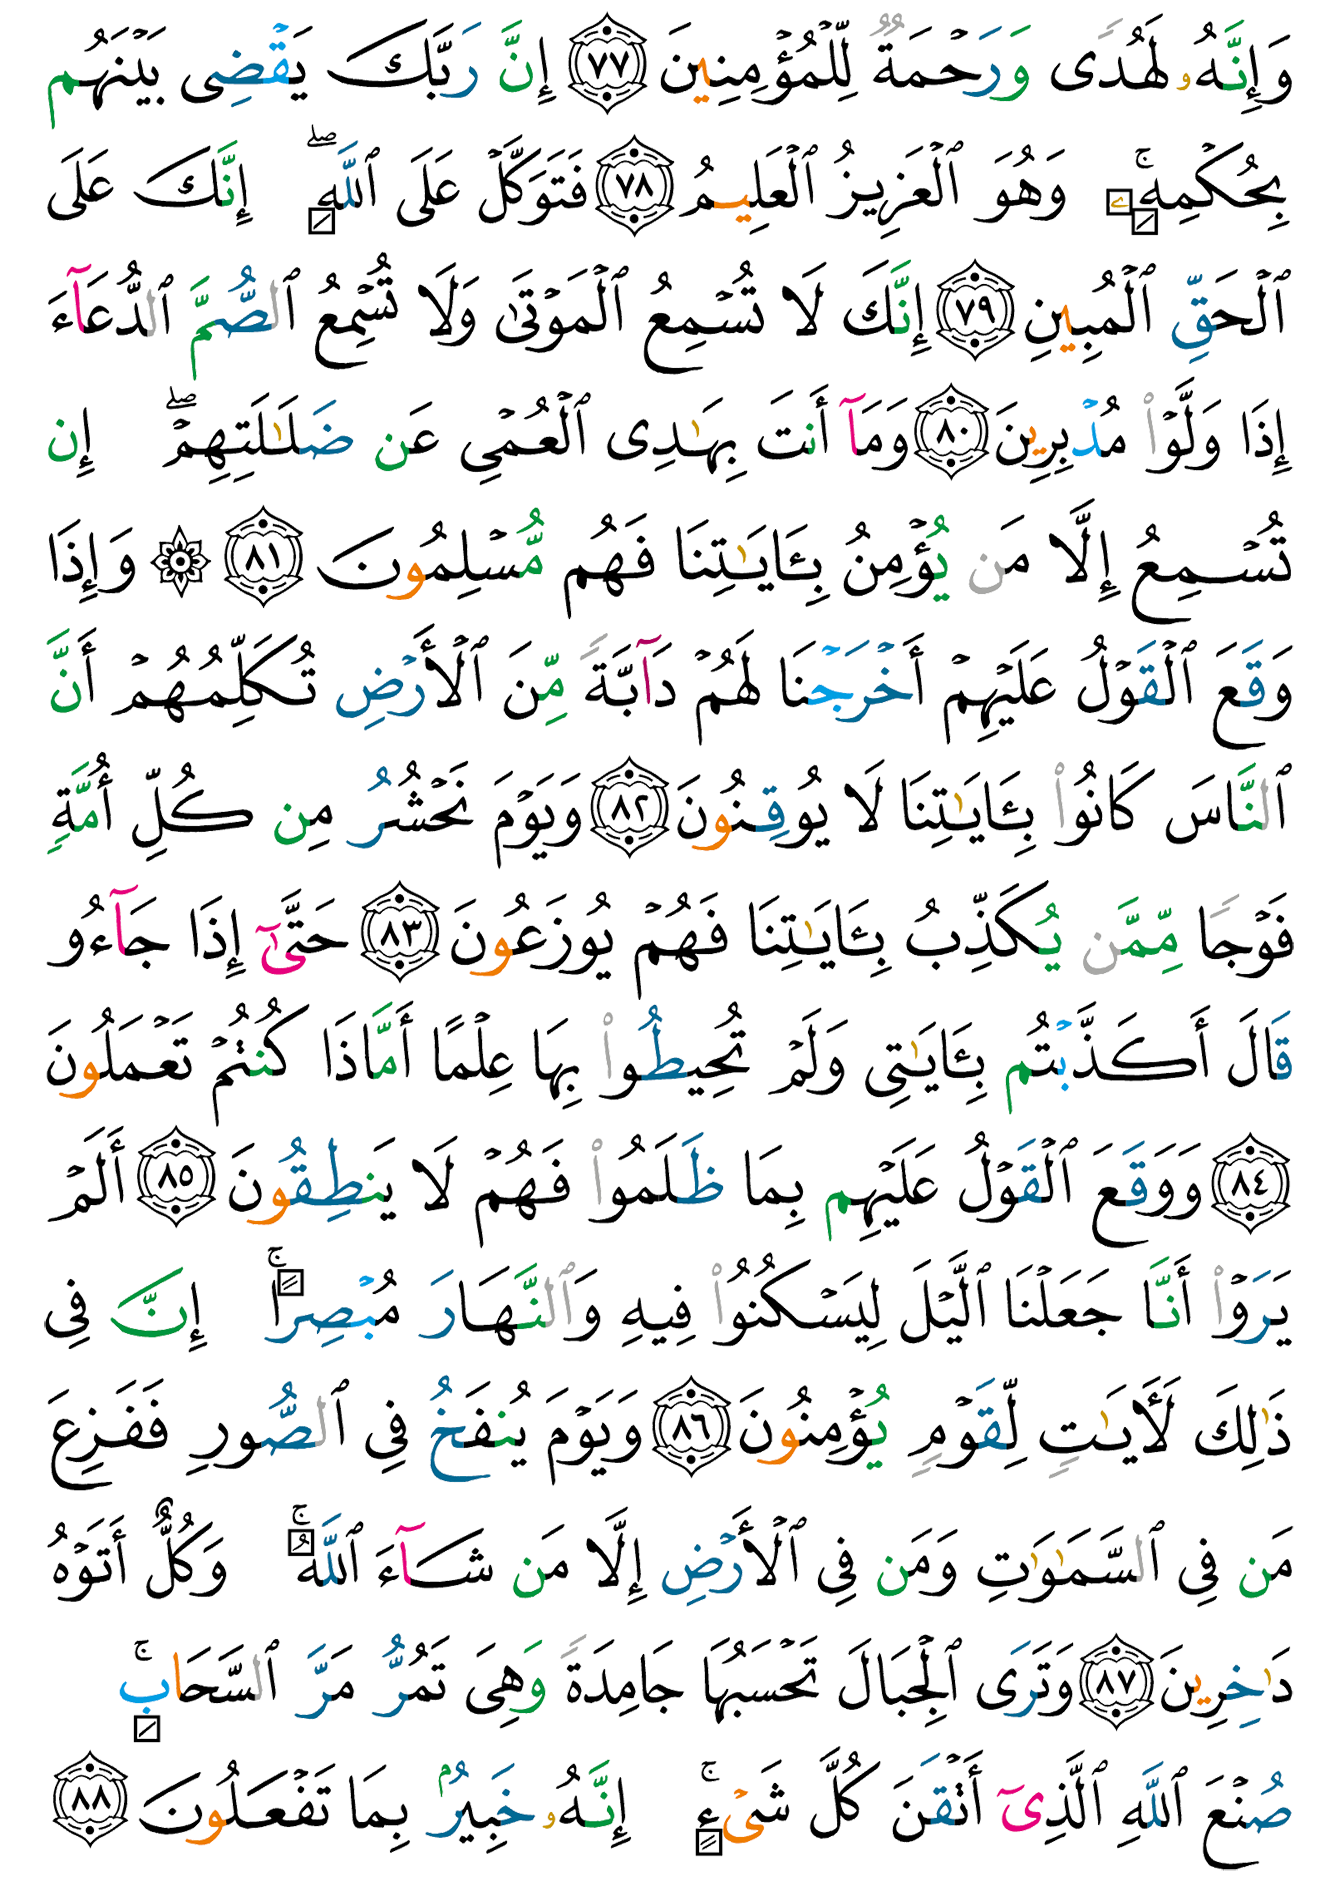 وَإِنَّهُۥ لَهُدًى وَرَحْمَةٌ لِّلْمُؤْمِنِينَ ٧٧ إِنَّ رَبَّكَ يَقْضِى بَيْنَهُم
بِحُكْمِهِۦ ۚ وَهُوَ ٱلْعَزِيزُ ٱلْعَلِيمُ ٧٨ فَتَوَكَّلْ عَلَى ٱللَّهِ ۖ إِنَّكَ عَلَى
ٱلْحَقِّ ٱلْمُبِينِ ٧٩ إِنَّكَ لَا تُسْمِعُ ٱلْمَوْتَىٰ وَلَا تُسْمِعُ ٱلصُّمَّ ٱلدُّعَآءَ
إِذَا وَلَّوْا۟ مُدْبِرِينَ ٨٠ وَمَآ أَنتَ بِهَٰدِى ٱلْعُمْىِ عَن ضَلَٰلَتِهِمْ ۖ إِن
تُسْمِعُ إِلَّا مَن يُؤْمِنُ بِـَٔايَٰتِنَا فَهُم مُّسْلِمُونَ ٨١ ۞ وَإِذَا
وَقَعَ ٱلْقَوْلُ عَلَيْهِمْ أَخْرَجْنَا لَهُمْ دَآبَّةً مِّنَ ٱلْأَرْضِ تُكَلِّمُهُمْ أَنَّ
ٱلنَّاسَ كَانُوا۟ بِـَٔايَٰتِنَا لَا يُوقِنُونَ ٨٢ وَيَوْمَ نَحْشُرُ مِن كُلِّ أُمَّةٍ
فَوْجًا مِّمَّن يُكَذِّبُ بِـَٔايَٰتِنَا فَهُمْ يُوزَعُونَ ٨٣ حَتَّىٰٓ إِذَا جَآءُو
قَالَ أَكَذَّبْتُم بِـَٔايَٰتِى وَلَمْ تُحِيطُوا۟ بِهَا عِلْمًا أَمَّاذَا كُنتُمْ تَعْمَلُونَ
٨٤ وَوَقَعَ ٱلْقَوْلُ عَلَيْهِم بِمَا ظَلَمُوا۟ فَهُمْ لَا يَنطِقُونَ ٨٥ أَلَمْ
يَرَوْا۟ أَنَّا جَعَلْنَا ٱلَّيْلَ لِيَسْكُنُوا۟ فِيهِ وَٱلنَّهَارَ مُبْصِرًا ۚ إِنَّ فِى
ذَٰلِكَ لَـَٔايَٰتٍ لِّقَوْمٍ يُؤْمِنُونَ ٨٦ وَيَوْمَ يُنفَخُ فِى ٱلصُّورِ فَفَزِعَ
مَن فِى ٱلسَّمَٰوَٰتِ وَمَن فِى ٱلْأَرْضِ إِلَّا مَن شَآءَ ٱللَّهُ ۚ وَكُلٌّ أَتَوْهُ
دَٰخِرِينَ ٨٧ وَتَرَى ٱلْجِبَالَ تَحْسَبُهَا جَامِدَةً وَهِىَ تَمُرُّ مَرَّ ٱلسَّحَابِ ۚ
صُنْعَ ٱللَّهِ ٱلَّذِىٓ أَتْقَنَ كُلَّ شَىْءٍ ۚ إِنَّهُۥ خَبِيرٌۢ بِمَا تَفْعَلُونَ ٨٨